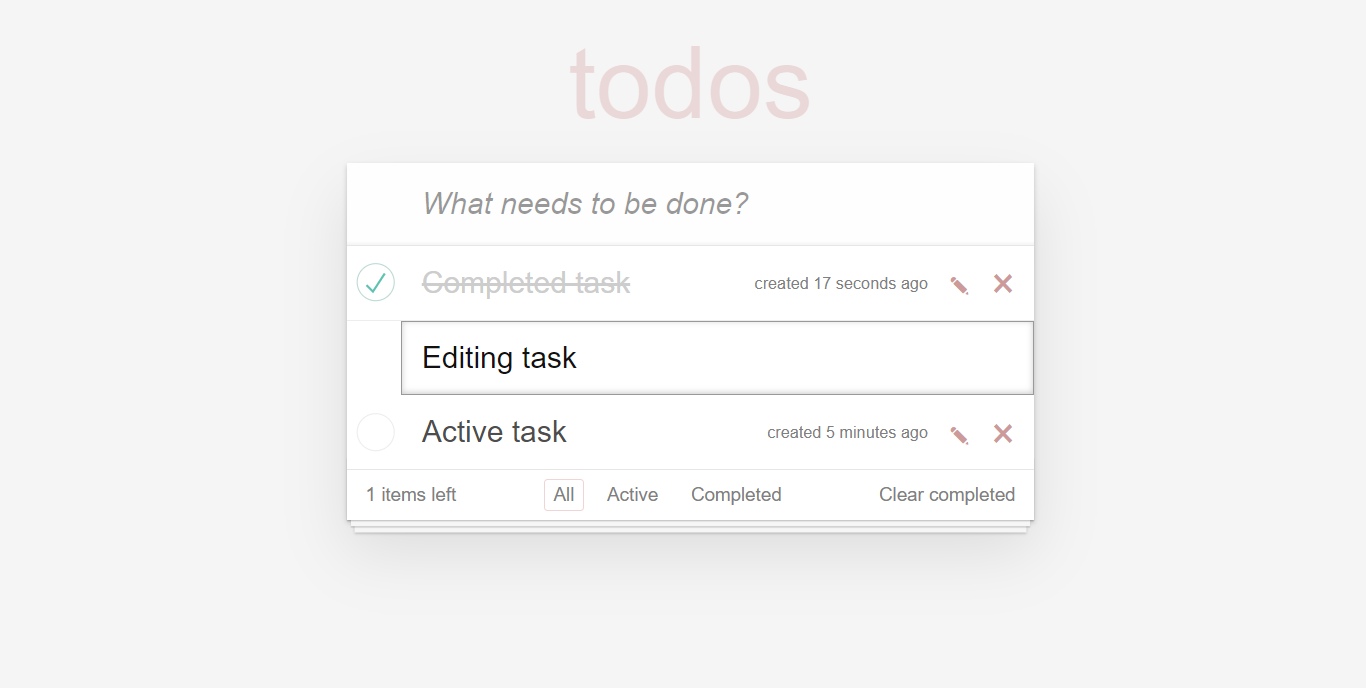 todos
What needs to be done?
Completed task created 17 seconds ago
Editing task
Active task created 5 minutes ago
1 items left All Active Completed Clear completed